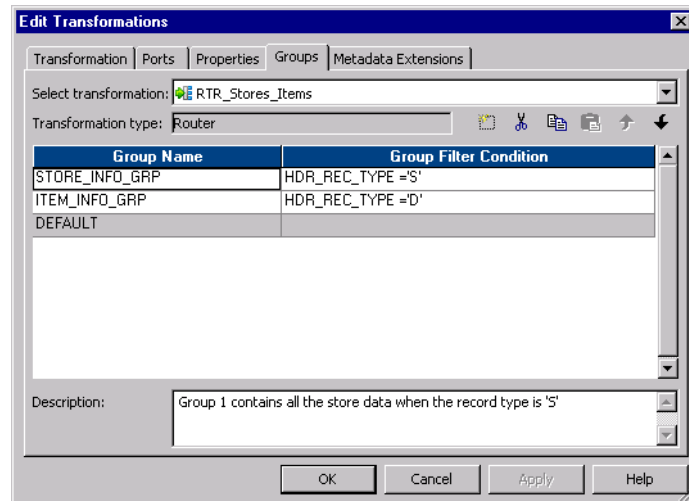 Edit Transformations
Transformation Ports Properties Groups Metadata Extensions
Select transformation: RTR_Stores_Items
Transformation type: Router
Group Name Group Filter Condition
STORE_INFO_GRP HDR_REC_TYPE ='S'
ITEM_INFO_GRP HDR_REC_TYPE ='D'
DEFAULT
Description: Group 1 contains all the store data when the record type is 'S'
OK Cancel Apply Help